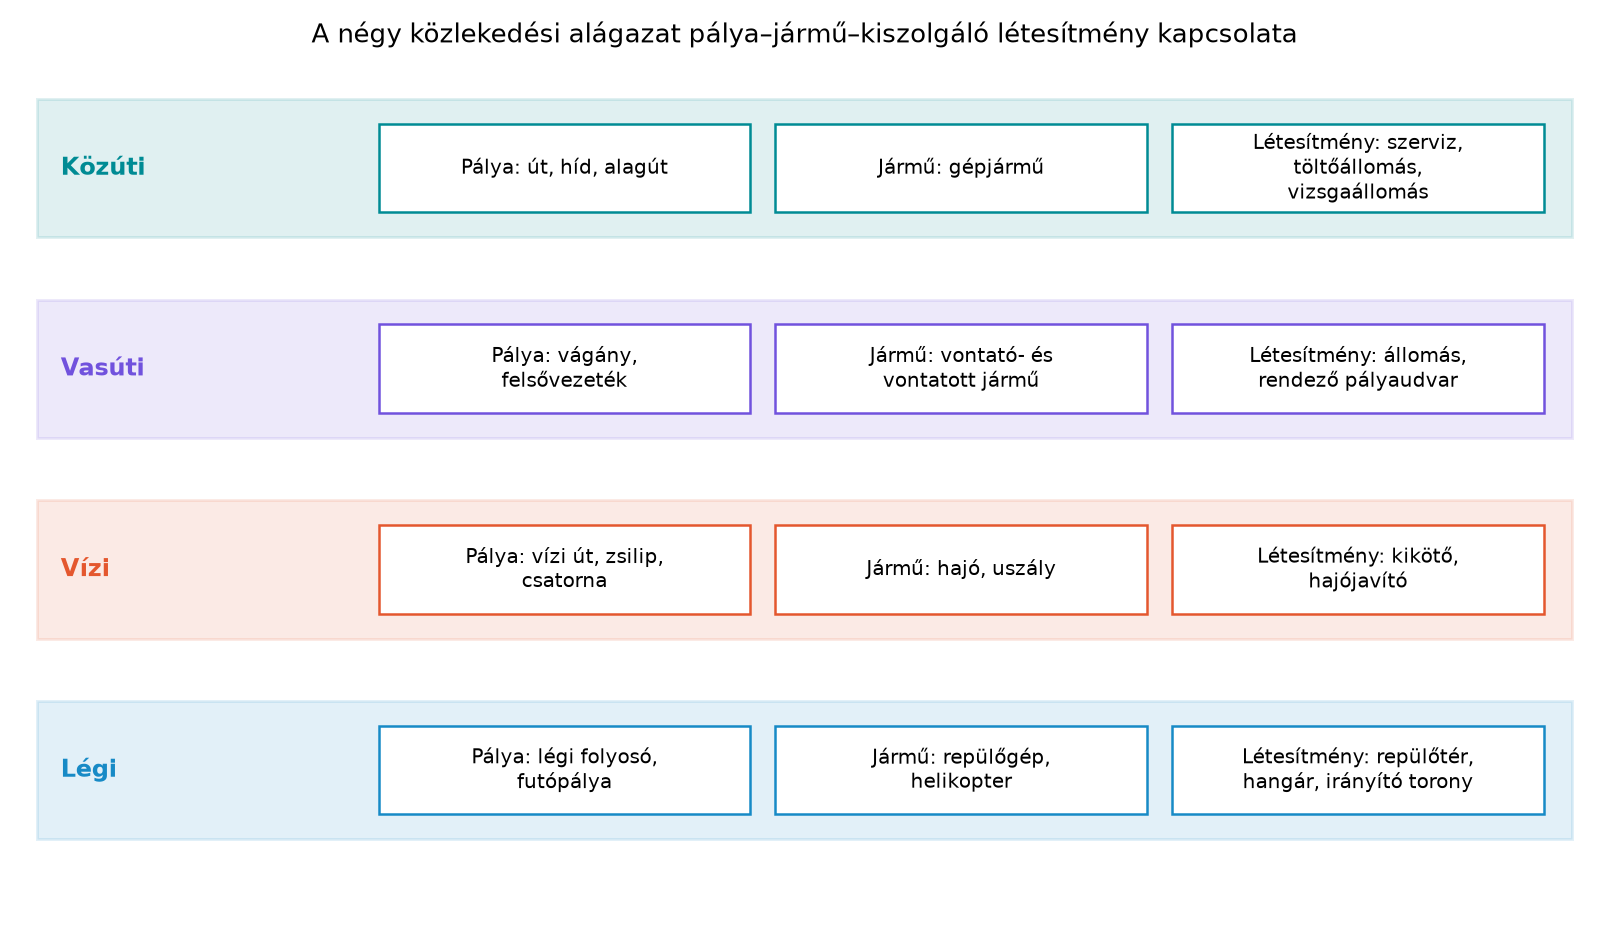 A négy közlekedési alágazat pálya–jármű–kiszolgáló létesítmény kapcsolata
Közúti
Pálya: út, híd, alagút
Jármű: gépjármű
Létesítmény: szerviz,
töltőállomás,
vizsgaállomás
Vasúti
Pálya: vágány,
felsővezeték
Jármű: vontató- és
vontatott jármű
Létesítmény: állomás,
rendező pályaudvar
Vízi
Pálya: vízi út, zsilip,
csatorna
Jármű: hajó, uszály
Létesítmény: kikötő,
hajójavító
Légi
Pálya: légi folyosó,
futópálya
Jármű: repülőgép,
helikopter
Létesítmény: repülőtér,
hangár, irányító torony